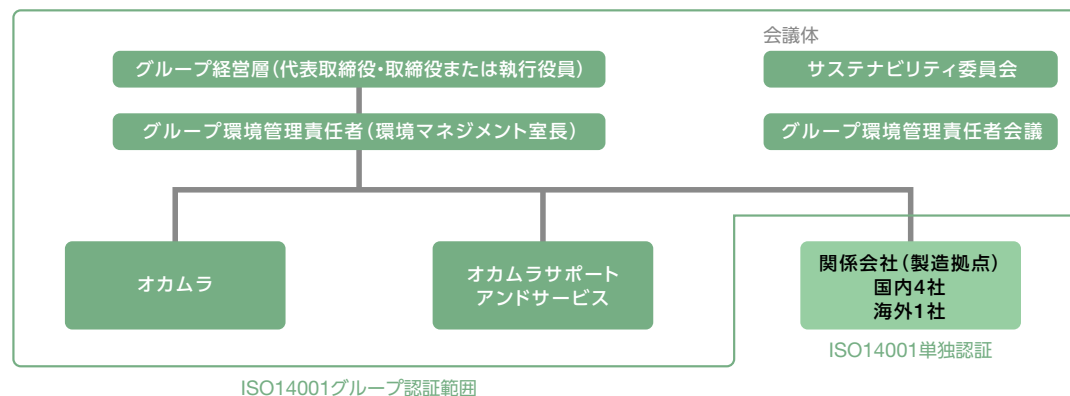 会議体
グループ経営層（代表取締役・取締役または執行役員）
サステナビリティ委員会
グループ環境管理責任者（環境マネジメント室長）
グループ環境管理責任者会議
オカムラ
オカムラサポート
アンドサービス
関係会社（製造拠点）
国内4社
海外1社
ISO14001単独認証
ISO14001グループ認証範囲